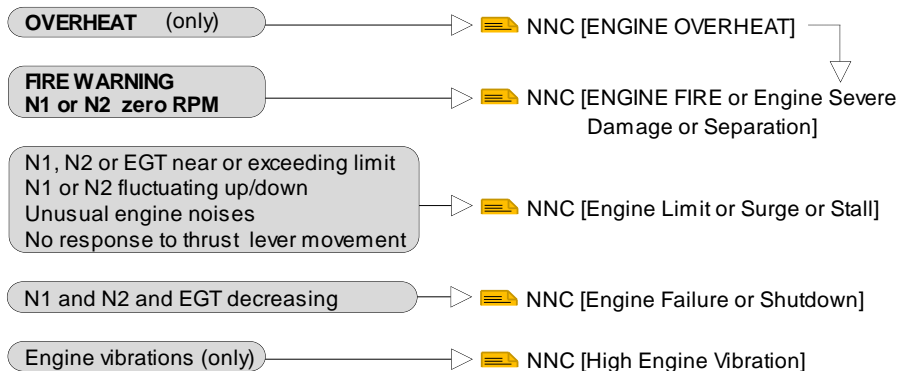 OVERHEAT (only)
NNC [ENGINE OVERHEAT]
FIRE WARNING
N1 or N2 zero RPM
NNC [ENGINE FIRE or Engine Severe
Damage or Separation]
N1, N2 or EGT near or exceeding limit
N1 or N2 fluctuating up/down
Unusual engine noises
No response to thrust lever movement
NNC [Engine Limit or Surge or Stall]
N1 and N2 and EGT decreasing
NNC [Engine Failure or Shutdown]
Engine vibrations (only)
NNC [High Engine Vibration]